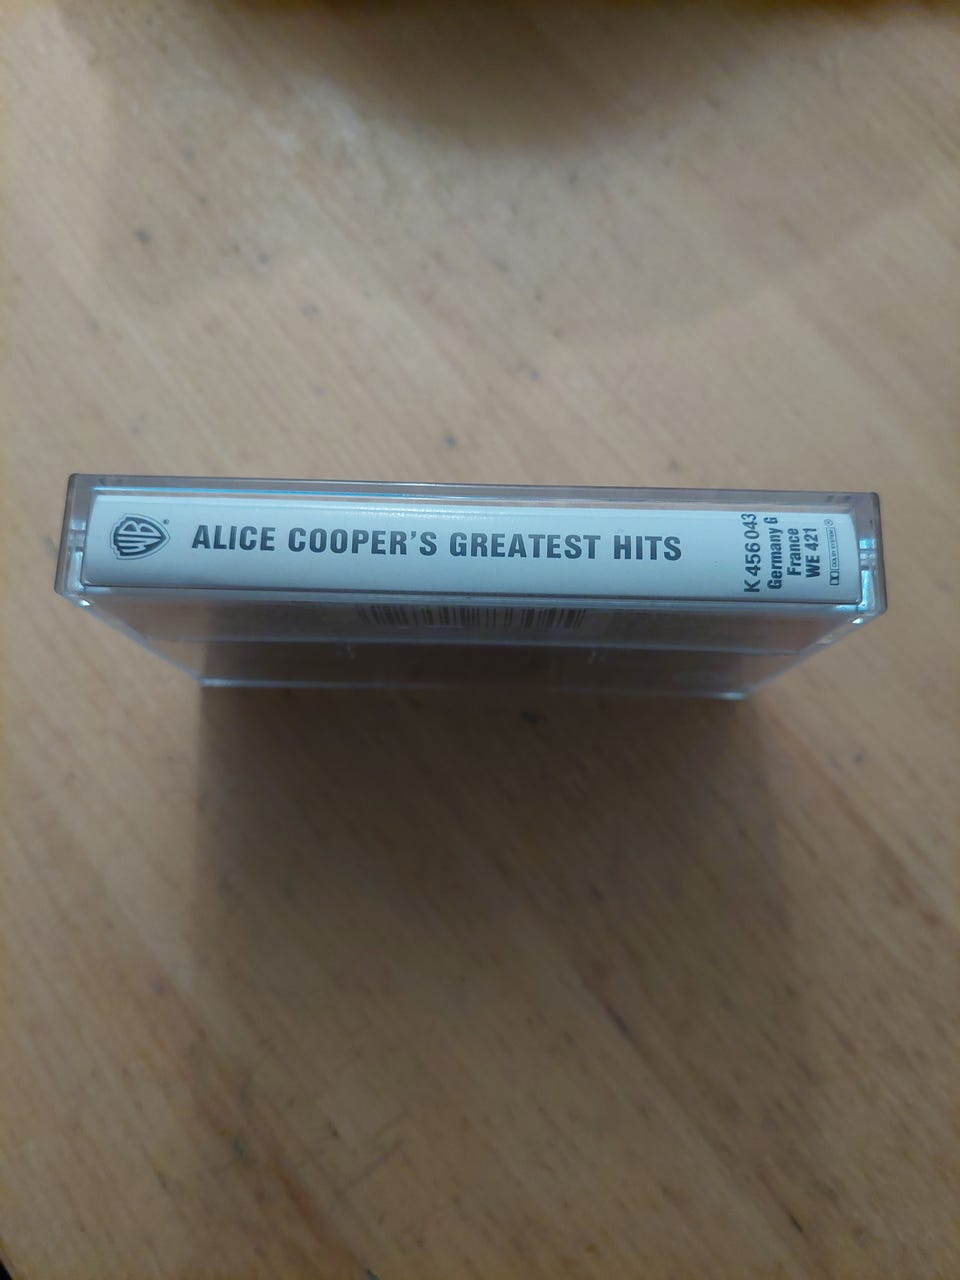 WB
ALICE COOPER'S GREATEST HITS
K 456 043
Germany G
France
WE 421
DOLBY SYSTEM